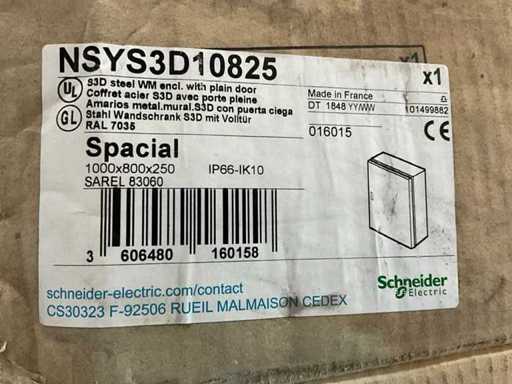 NSYS3D10825 x1
UL S3D steel WM encl. with plain door
Coffret acier S3D avec porte pleine
Amarios metal.mural.S3D con puerta ciega
GL Stahl Wandschrank S3D mit Volltür
RAL 7035
Made in France
DT 1848 YY/WW 101499882
016015 CE
Spacial
1000x800x250 IP66-IK10
SAREL 83060
3 606480 160158
Schneider
Electric
schneider-electric.com/contact
CS30323 F-92506 RUEIL MALMAISON CEDEX